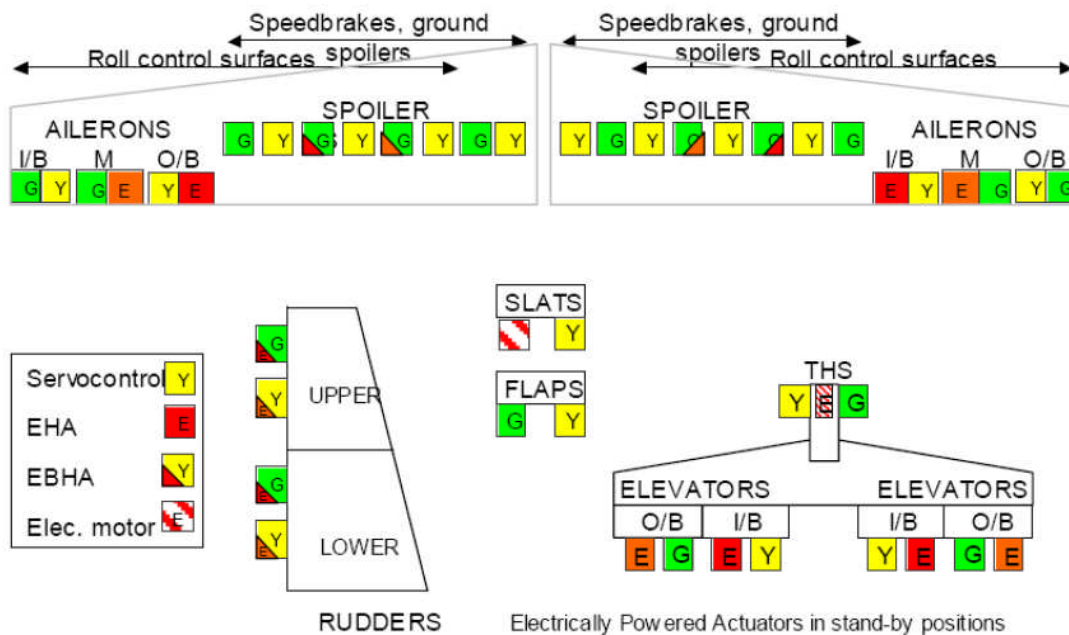 Speedbrakes, ground spoilers
Speedbrakes, ground spoilers
Roll control surfaces
Roll control surfaces
SPOILER S
SPOILER
AILERONS
I/B M O/B
G Y G Y G Y G Y
Y G Y G Y G Y G
AILERONS
I/B M O/B
G Y G E Y E
E Y E G Y G
SLATS
Y
FLAPS
G Y
Servocontrol Y
EHA E
EBHA Y
Elec. motor E
G E
Y E
UPPER
G E
Y E
LOWER
RUDDERS
THS
Y E G
ELEVATORS ELEVATORS
O/B I/B I/B O/B
E G E Y Y E G E
Electrically Powered Actuators in stand-by positions